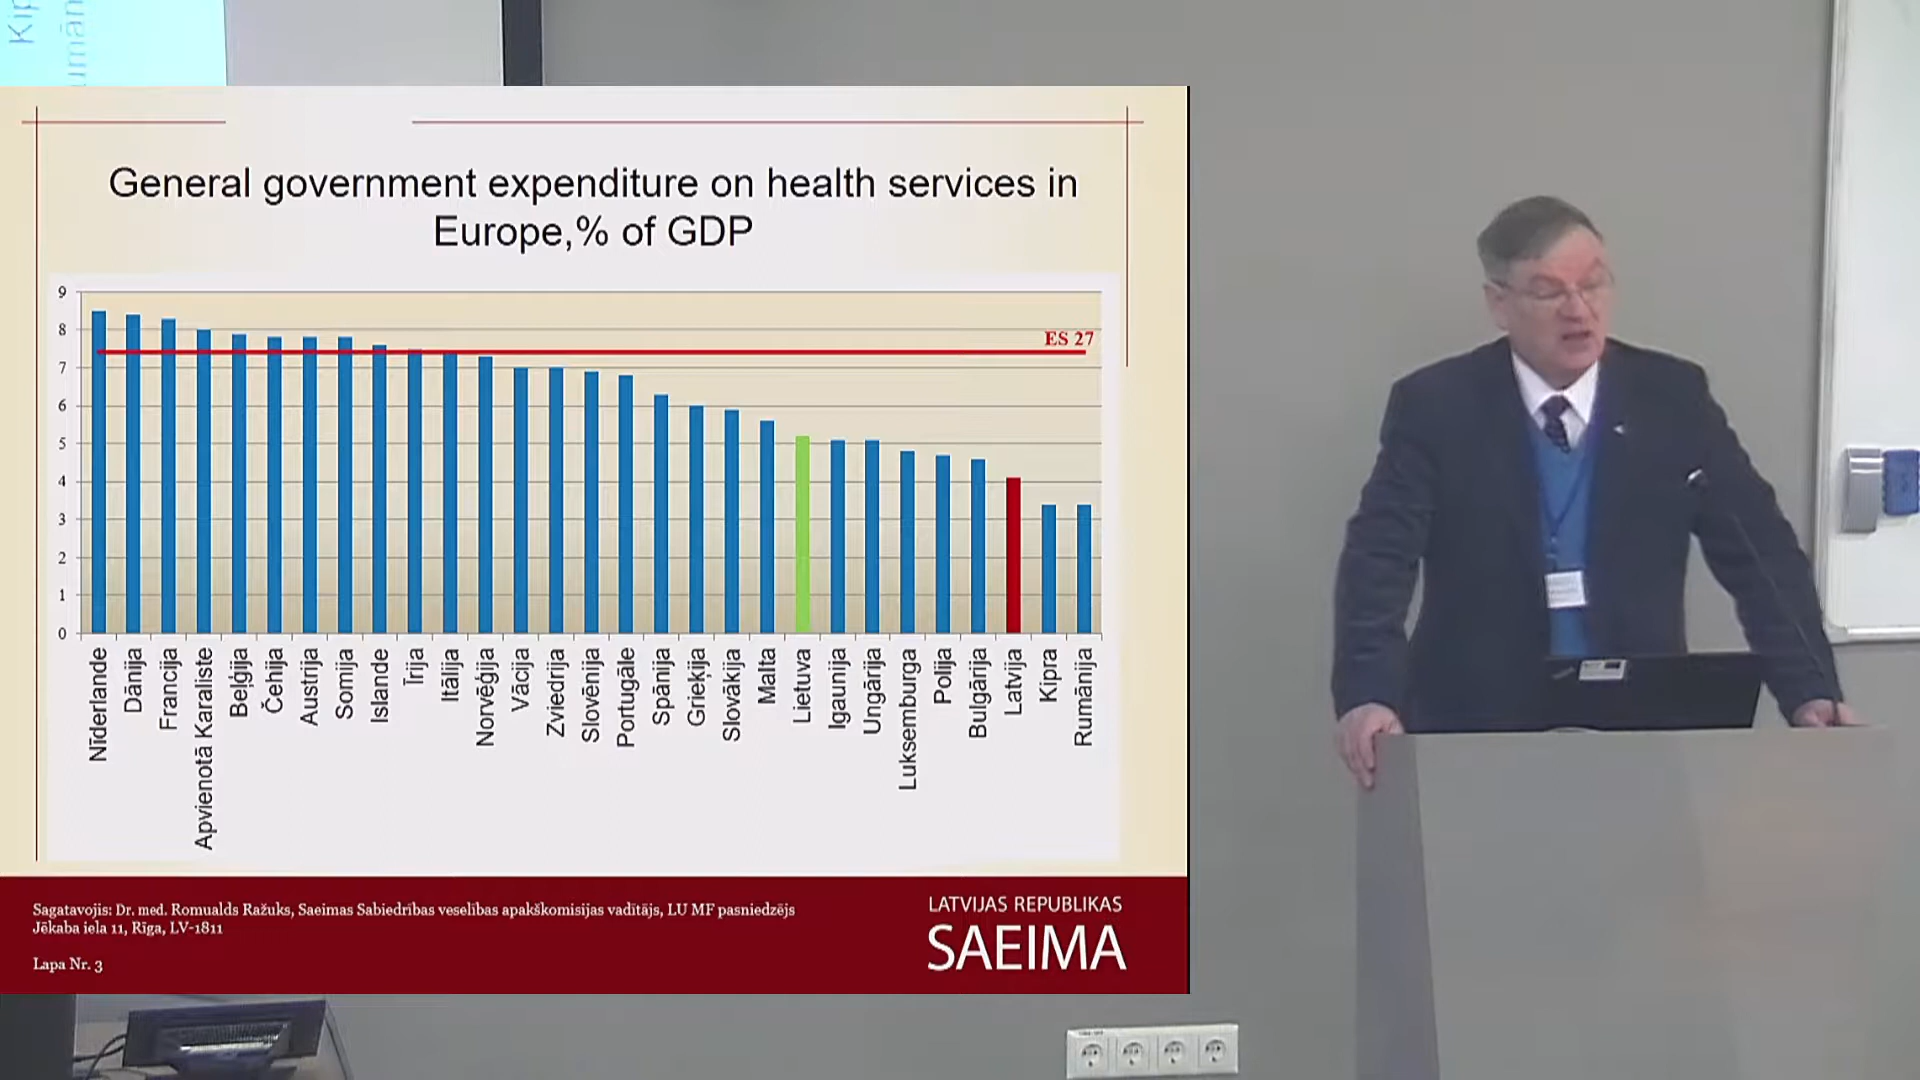 Kip
umān
General government expenditure on health services in
Europe,% of GDP
9
8
7
6
5
4
3
2
1
0
ES 27
Nīderlande
Dānija
Francija
Apvienotā Karaliste
Beļģija
Čehija
Austrija
Somija
Islande
Īrija
Itālija
Norvēģija
Vācija
Zviedrija
Slovēnija
Portugāle
Spānija
Grieķija
Slovākija
Malta
Lietuva
Igaunija
Ungārija
Luksemburga
Polija
Bulgārija
Latvija
Kipra
Rumānija
Sagatavojis: Dr. med. Romualds Ražuks, Saeimas Sabiedrības veselības apakškomisijas vadītājs, LU MF pasniedzējs
Jēkaba iela 11, Rīga, LV-1811
Lapa Nr. 3
LATVIJAS REPUBLIKAS
SAEIMA